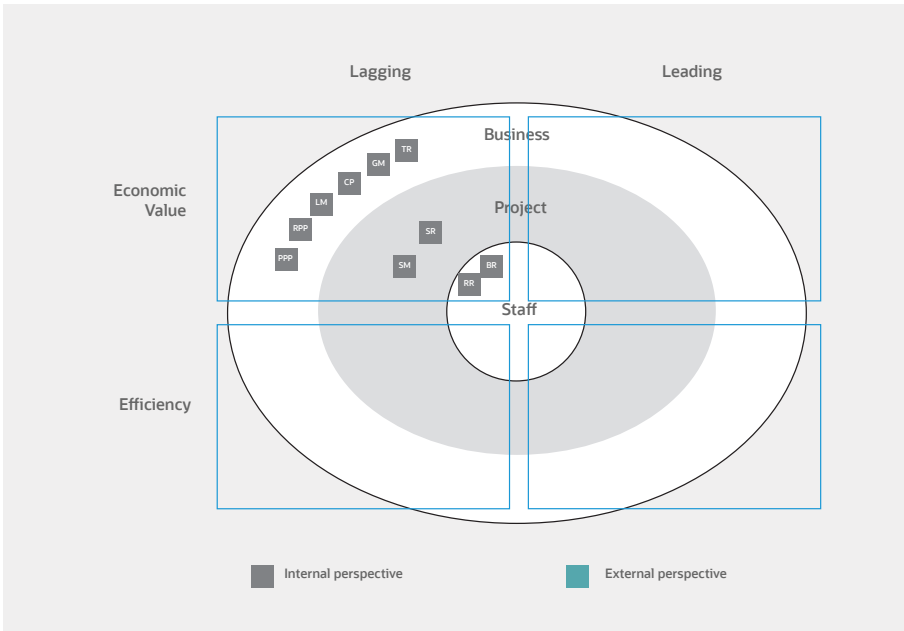 Lagging
Leading
Business
TR
GM
CP
Economic
Value
LM
Project
RPP
SR
PPP
SM
BR
RR
Staff
Efficiency
Internal perspective
External perspective